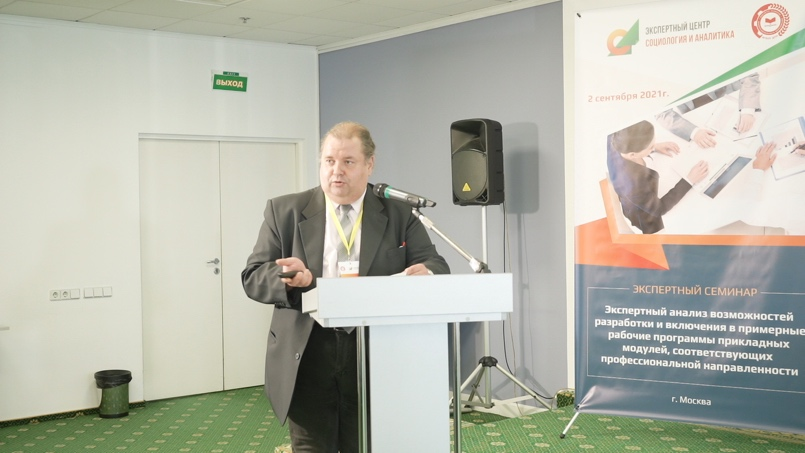 ВЫХОД
ЭКСПЕРТНЫЙ ЦЕНТР
СОЦИОЛОГИЯ И АНАЛИТИКА
2 сентября 2021г.
ЭКСПЕРТНЫЙ СЕМИНАР
Экспертный анализ возможностей
разработки и включения в примерные
рабочие программы прикладных
модулей, соответствующих
профессиональной направленности
г. Москва